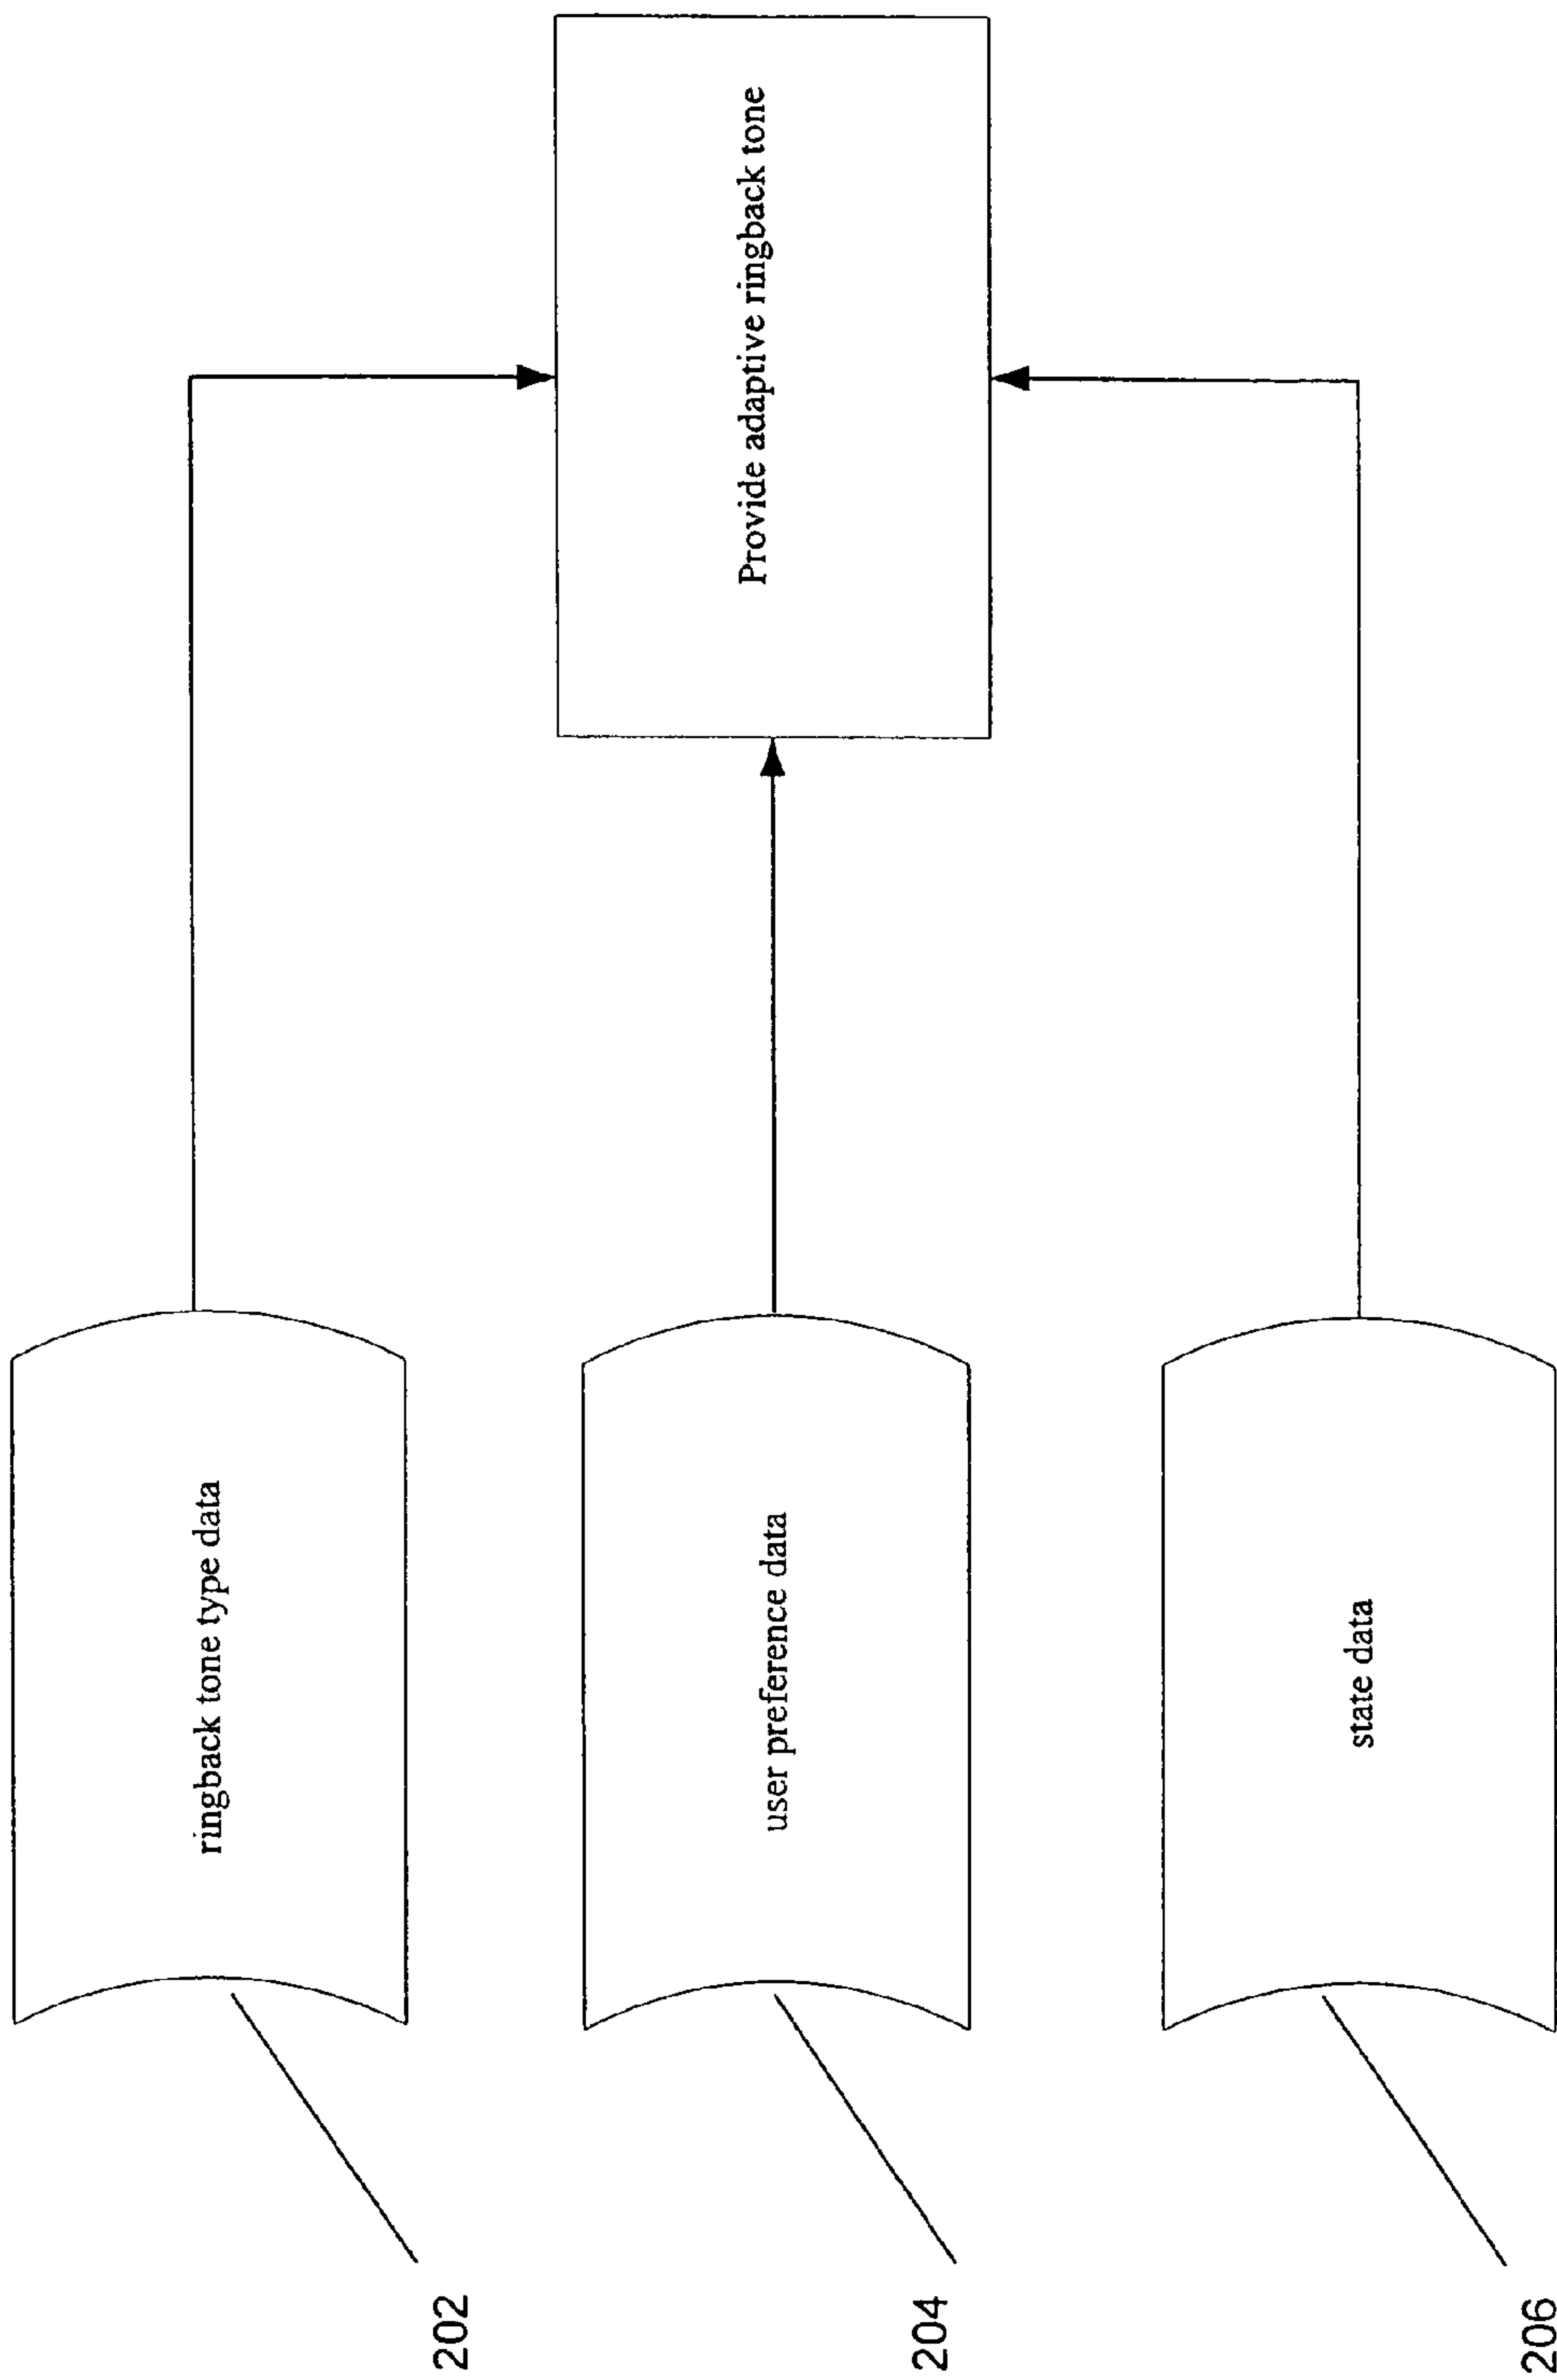 ringback tone type data
Provide adaptive ringback tone
202
user preference data
204
state data
206